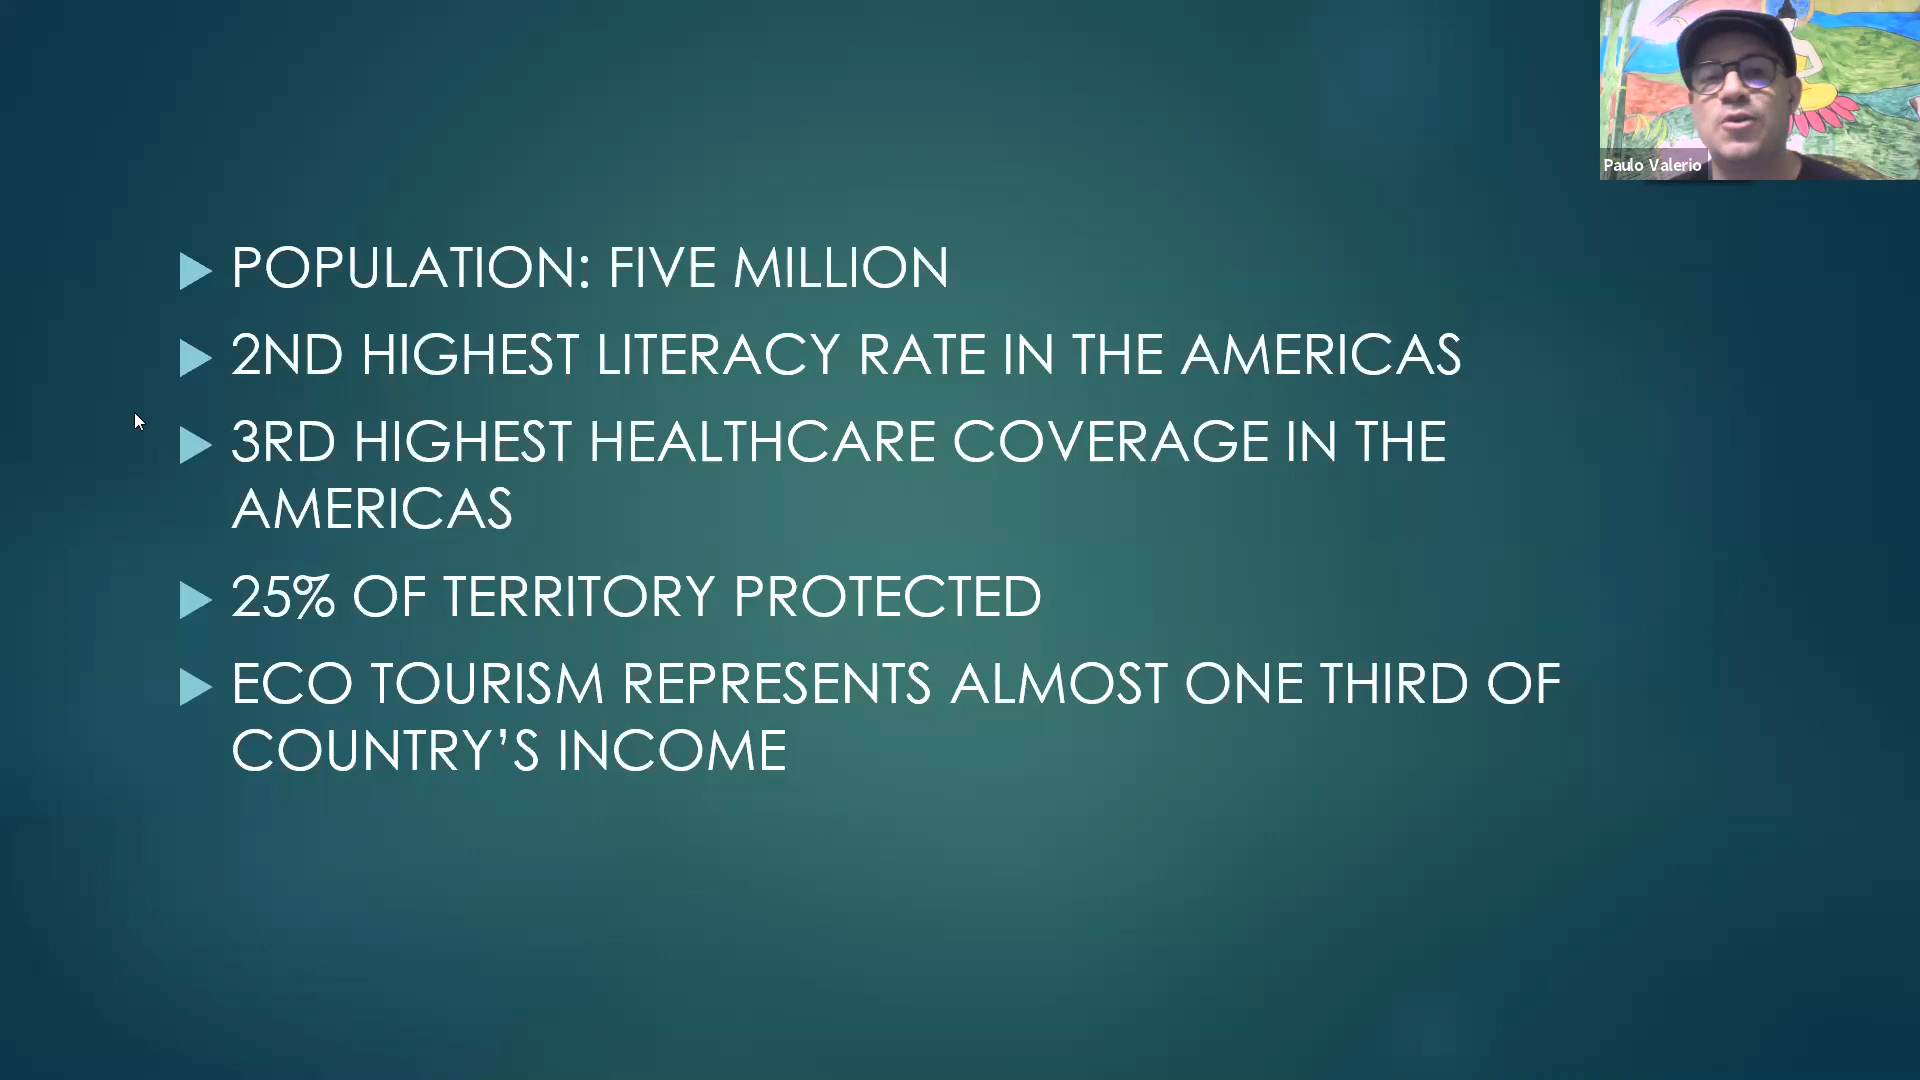 Paulo Valerio
POPULATION: FIVE MILLION
2ND HIGHEST LITERACY RATE IN THE AMERICAS
3RD HIGHEST HEALTHCARE COVERAGE IN THE
AMERICAS
25% OF TERRITORY PROTECTED
ECO TOURISM REPRESENTS ALMOST ONE THIRD OF
COUNTRY’S INCOME